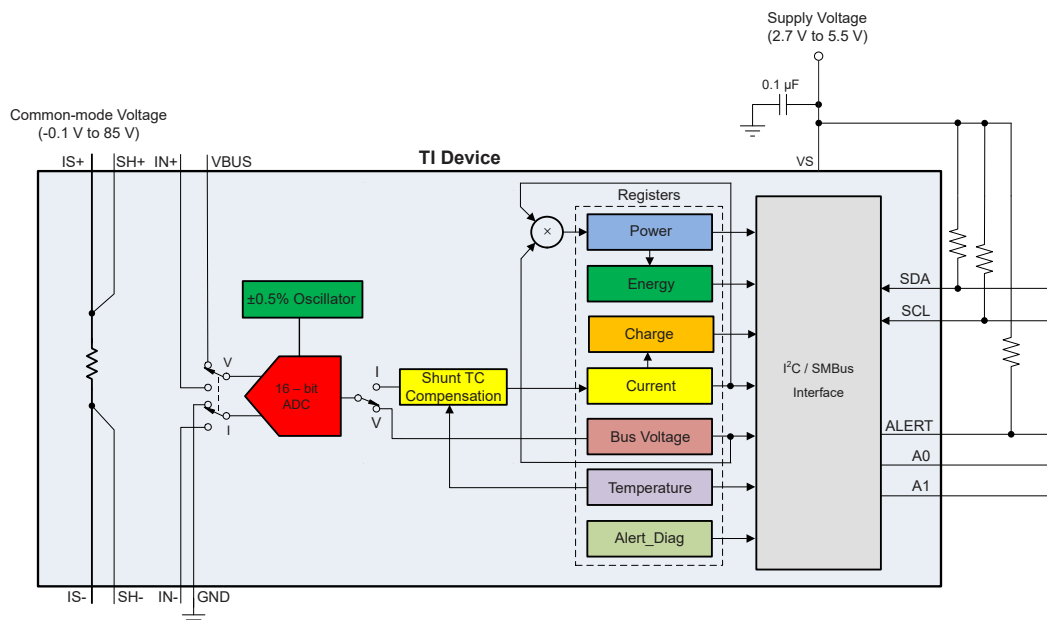 Supply Voltage
(2.7 V to 5.5 V)
0.1 µF
Common-mode Voltage
(-0.1 V to 85 V)
IS+ SH+ IN+ VBUS
TI Device
VS
Registers
×
Power
Energy
±0.5% Oscillator
Charge
SDA
SCL
V
I
16 – bit
ADC
I
V
Shunt TC
Compensation
Current
I²C / SMBus
Interface
Bus Voltage
ALERT
A0
Temperature
A1
Alert_Diag
IS- SH- IN- GND